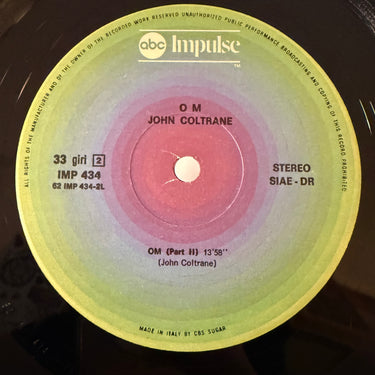 ALL RIGHTS OF THE MANUFACTURER AND OF THE OWNER OF THE RECORDED WORK RESERVED UNAUTHORIZED PUBLIC PERFORMANCE BROADCASTING AND COPYING OF THIS RECORD PROHIBITED
abc Impulse
TM
OM
JOHN COLTRANE
33 giri 2
IMP 434
62 IMP 434-2L
STEREO
SIAE - DR
OM (Part II) 13'58''
(John Coltrane)
MADE IN ITALY BY CBS SUGAR